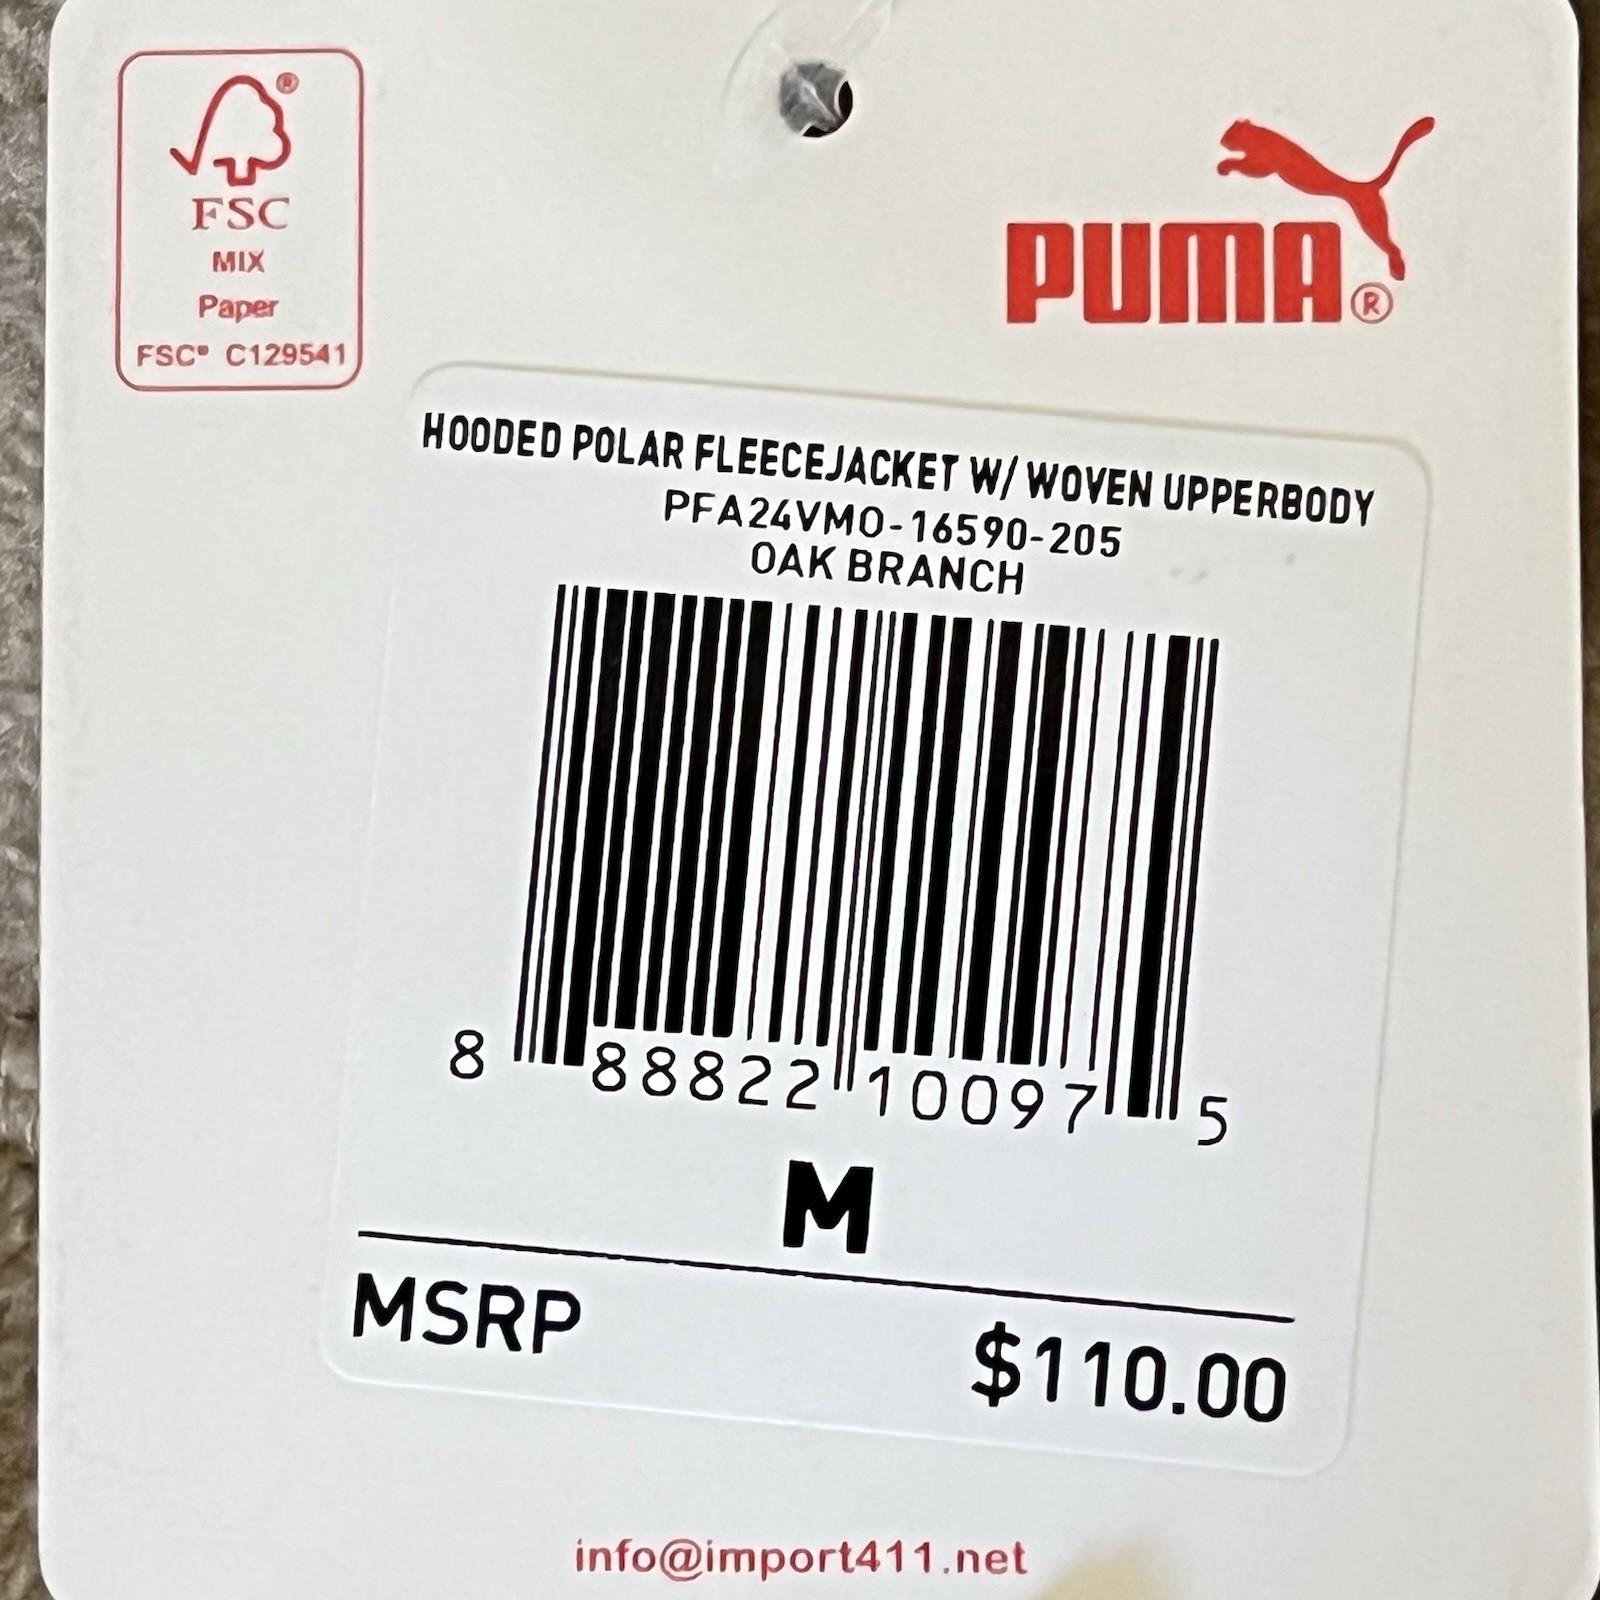 FSC®
MIX
Paper
FSC® C129541
PUMA®
HOODED POLAR FLEECEJACKET W/ WOVEN UPPERBODY
PFA24VMO-16590-205
OAK BRANCH
8 88822 10097 5
M
MSRP $110.00
info@import411.net